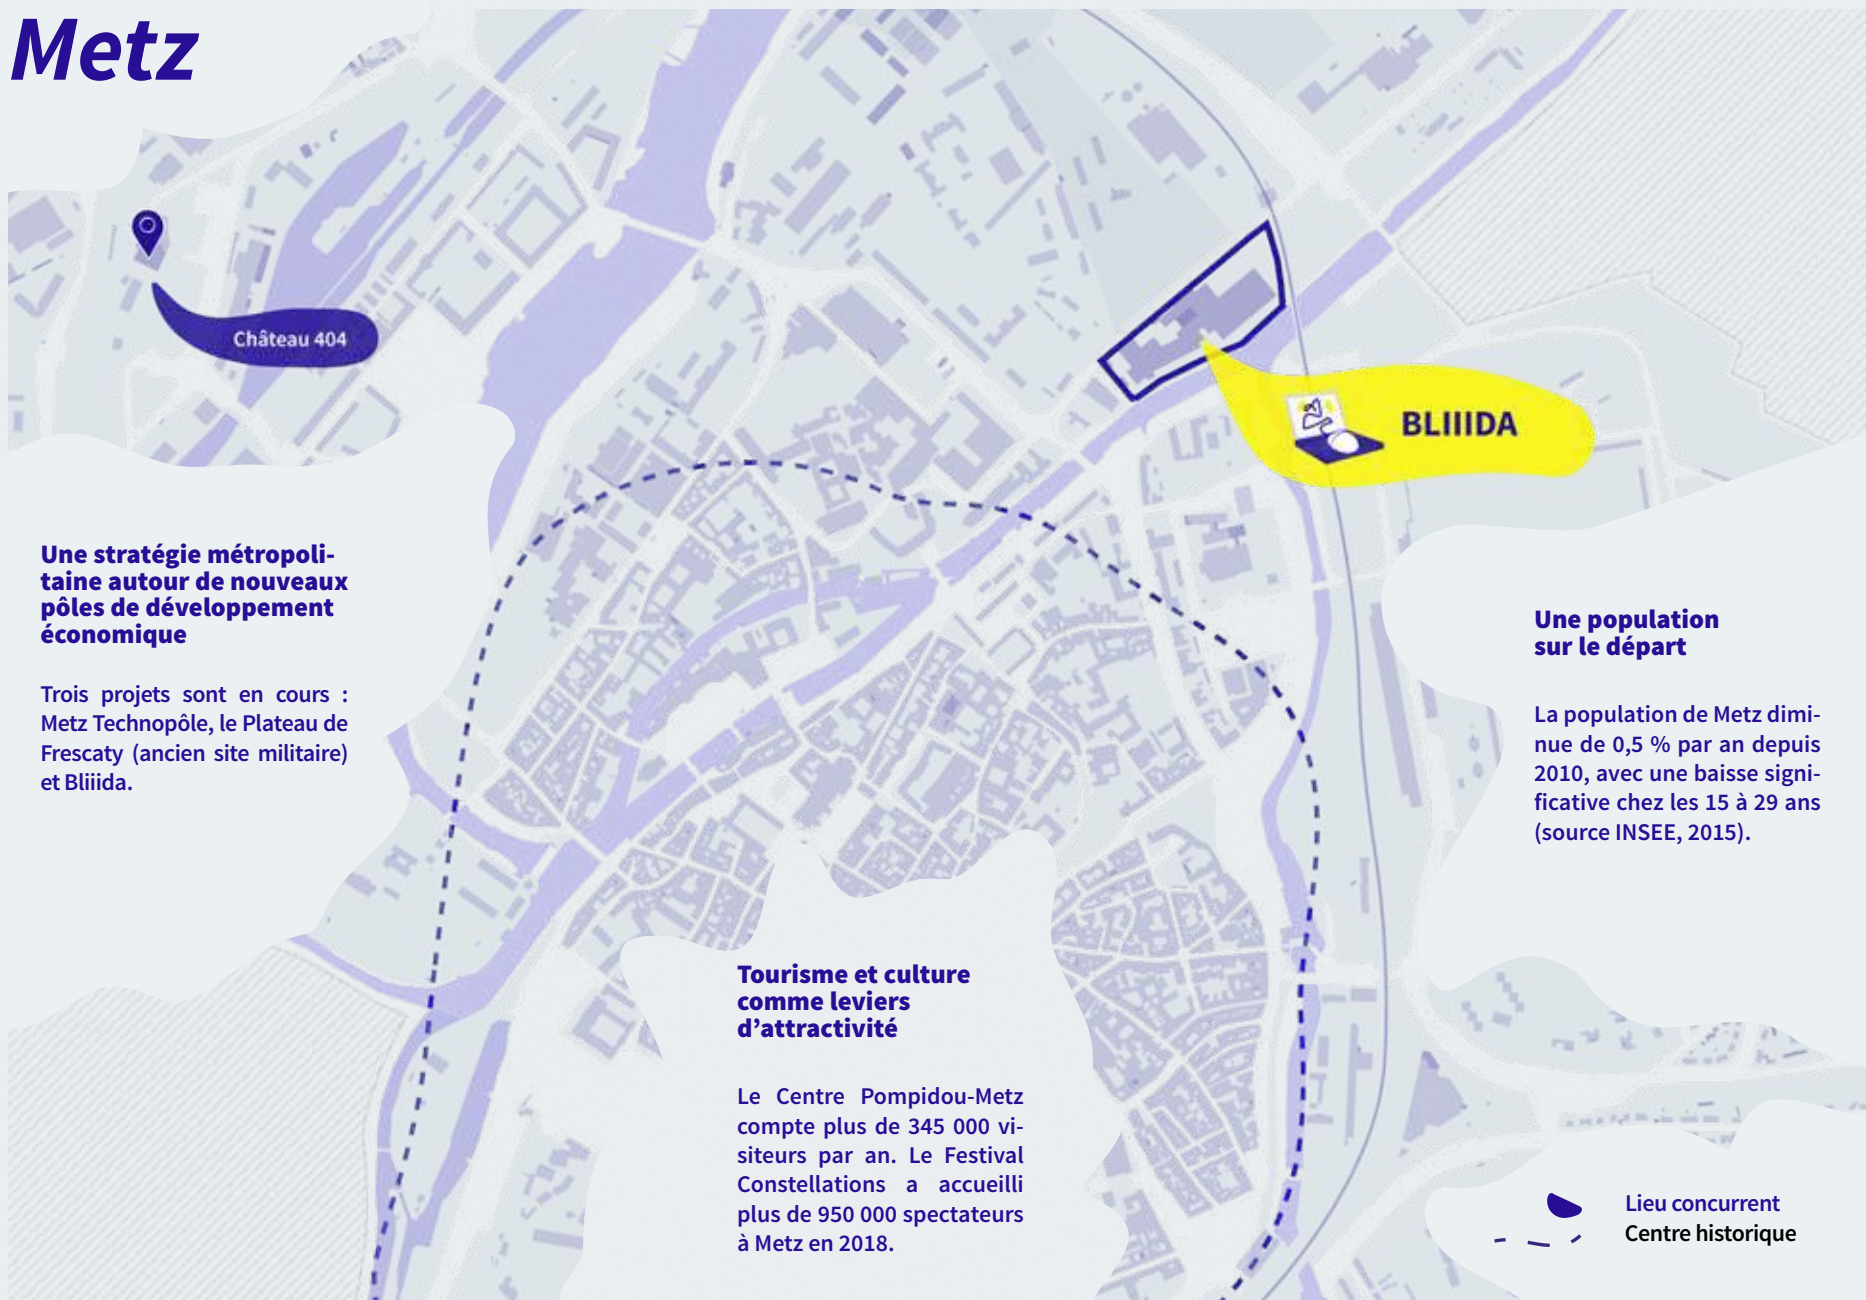 Metz
Château 404
BLIIIDA
Une stratégie métropoli-
taine autour de nouveaux
pôles de développement
économique
Trois projets sont en cours :
Metz Technopôle, le Plateau de
Frescaty (ancien site militaire)
et Bliiida.
Une population
sur le départ
La population de Metz dimi-
nue de 0,5 % par an depuis
2010, avec une baisse signi-
ficative chez les 15 à 29 ans
(source INSEE, 2015).
Tourisme et culture
comme leviers
d’attractivité
Le Centre Pompidou-Metz
compte plus de 345 000 vi-
siteurs par an. Le Festival
Constellations a accueilli
plus de 950 000 spectateurs
à Metz en 2018.
Lieu concurrent
Centre historique